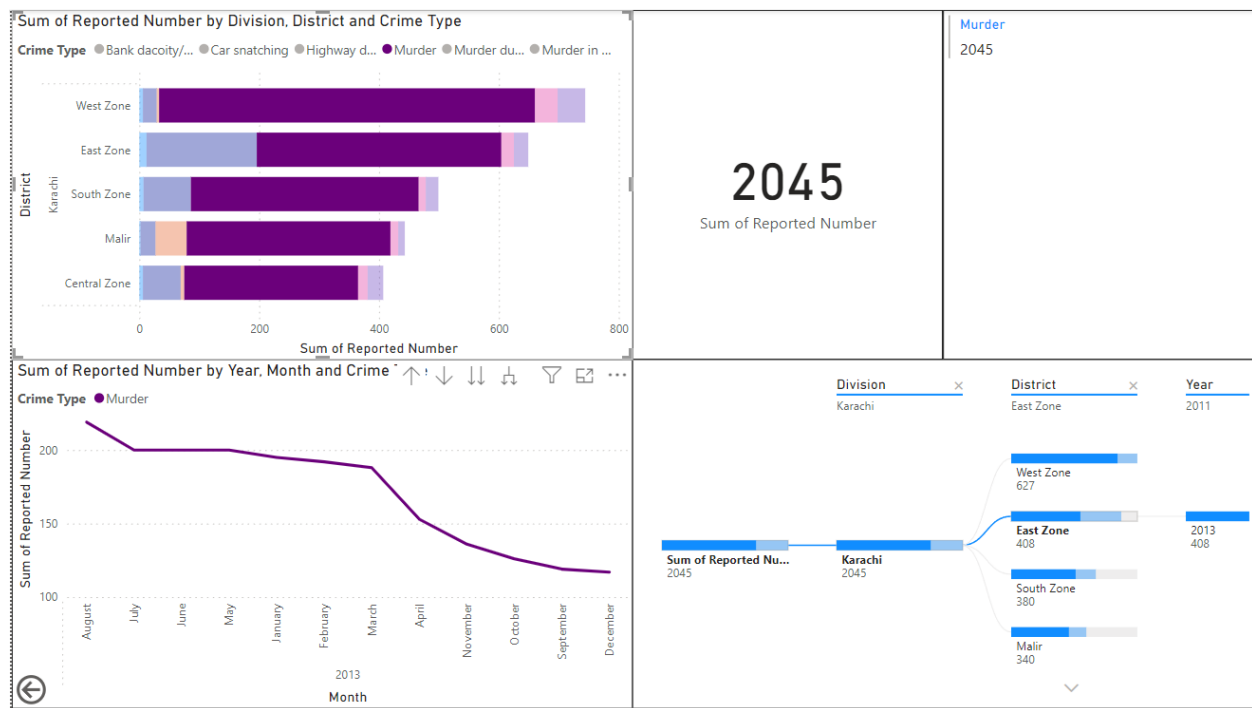 Sum of Reported Number by Division, District and Crime Type
Crime Type Bank dacoity/... Car snatching Highway d... Murder Murder du... Murder in ...
District
Karachi
West Zone
East Zone
South Zone
Malir
Central Zone
0 200 400 600 800
Sum of Reported Number
2045
Sum of Reported Number
Murder
2045
Sum of Reported Number by Year, Month and Crime
Crime Type Murder
Sum of Reported Number
200
150
100
August July June May January February March April November October September December
2013
Month
Division
Karachi
District
East Zone
Year
2011
Sum of Reported Nu...
2045
Karachi
2045
West Zone
627
East Zone
408
South Zone
380
Malir
340
2013
408